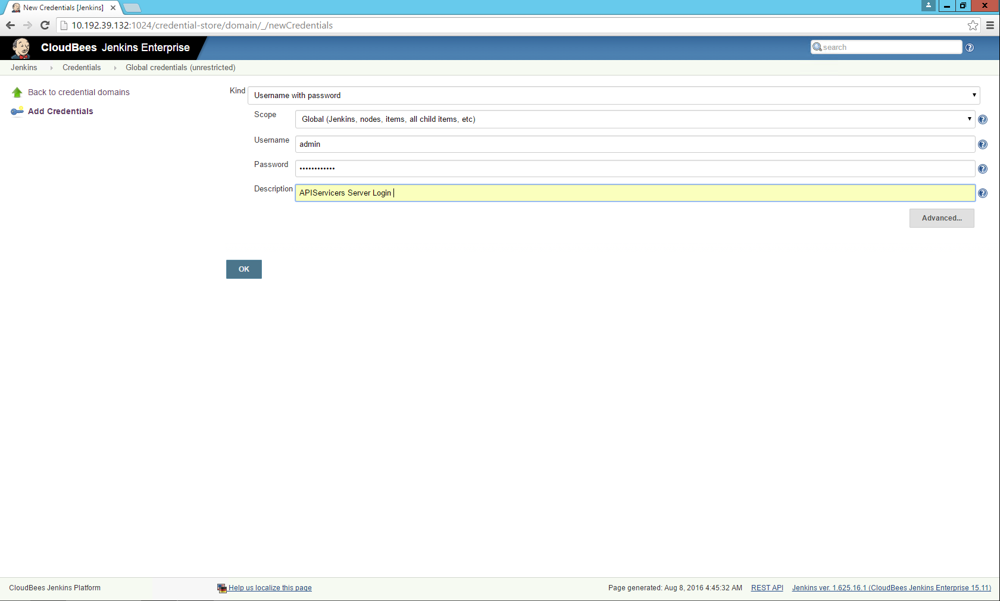 New Credentials [Jenkins]
10.192.39.132:1024/credential-store/domain/_/newCredentials
CloudBees Jenkins Enterprise
search
Jenkins Credentials Global credentials (unrestricted)
Back to credential domains
Add Credentials
Kind Username with password
Scope Global (Jenkins, nodes, items, all child items, etc)
Username admin
Password ••••••••••••
Description APIServicers Server Login
Advanced...
OK
CloudBees Jenkins Platform Help us localize this page Page generated: Aug 8, 2016 4:45:32 AM REST API Jenkins ver. 1.625.16.1 (CloudBees Jenkins Enterprise 15.11)